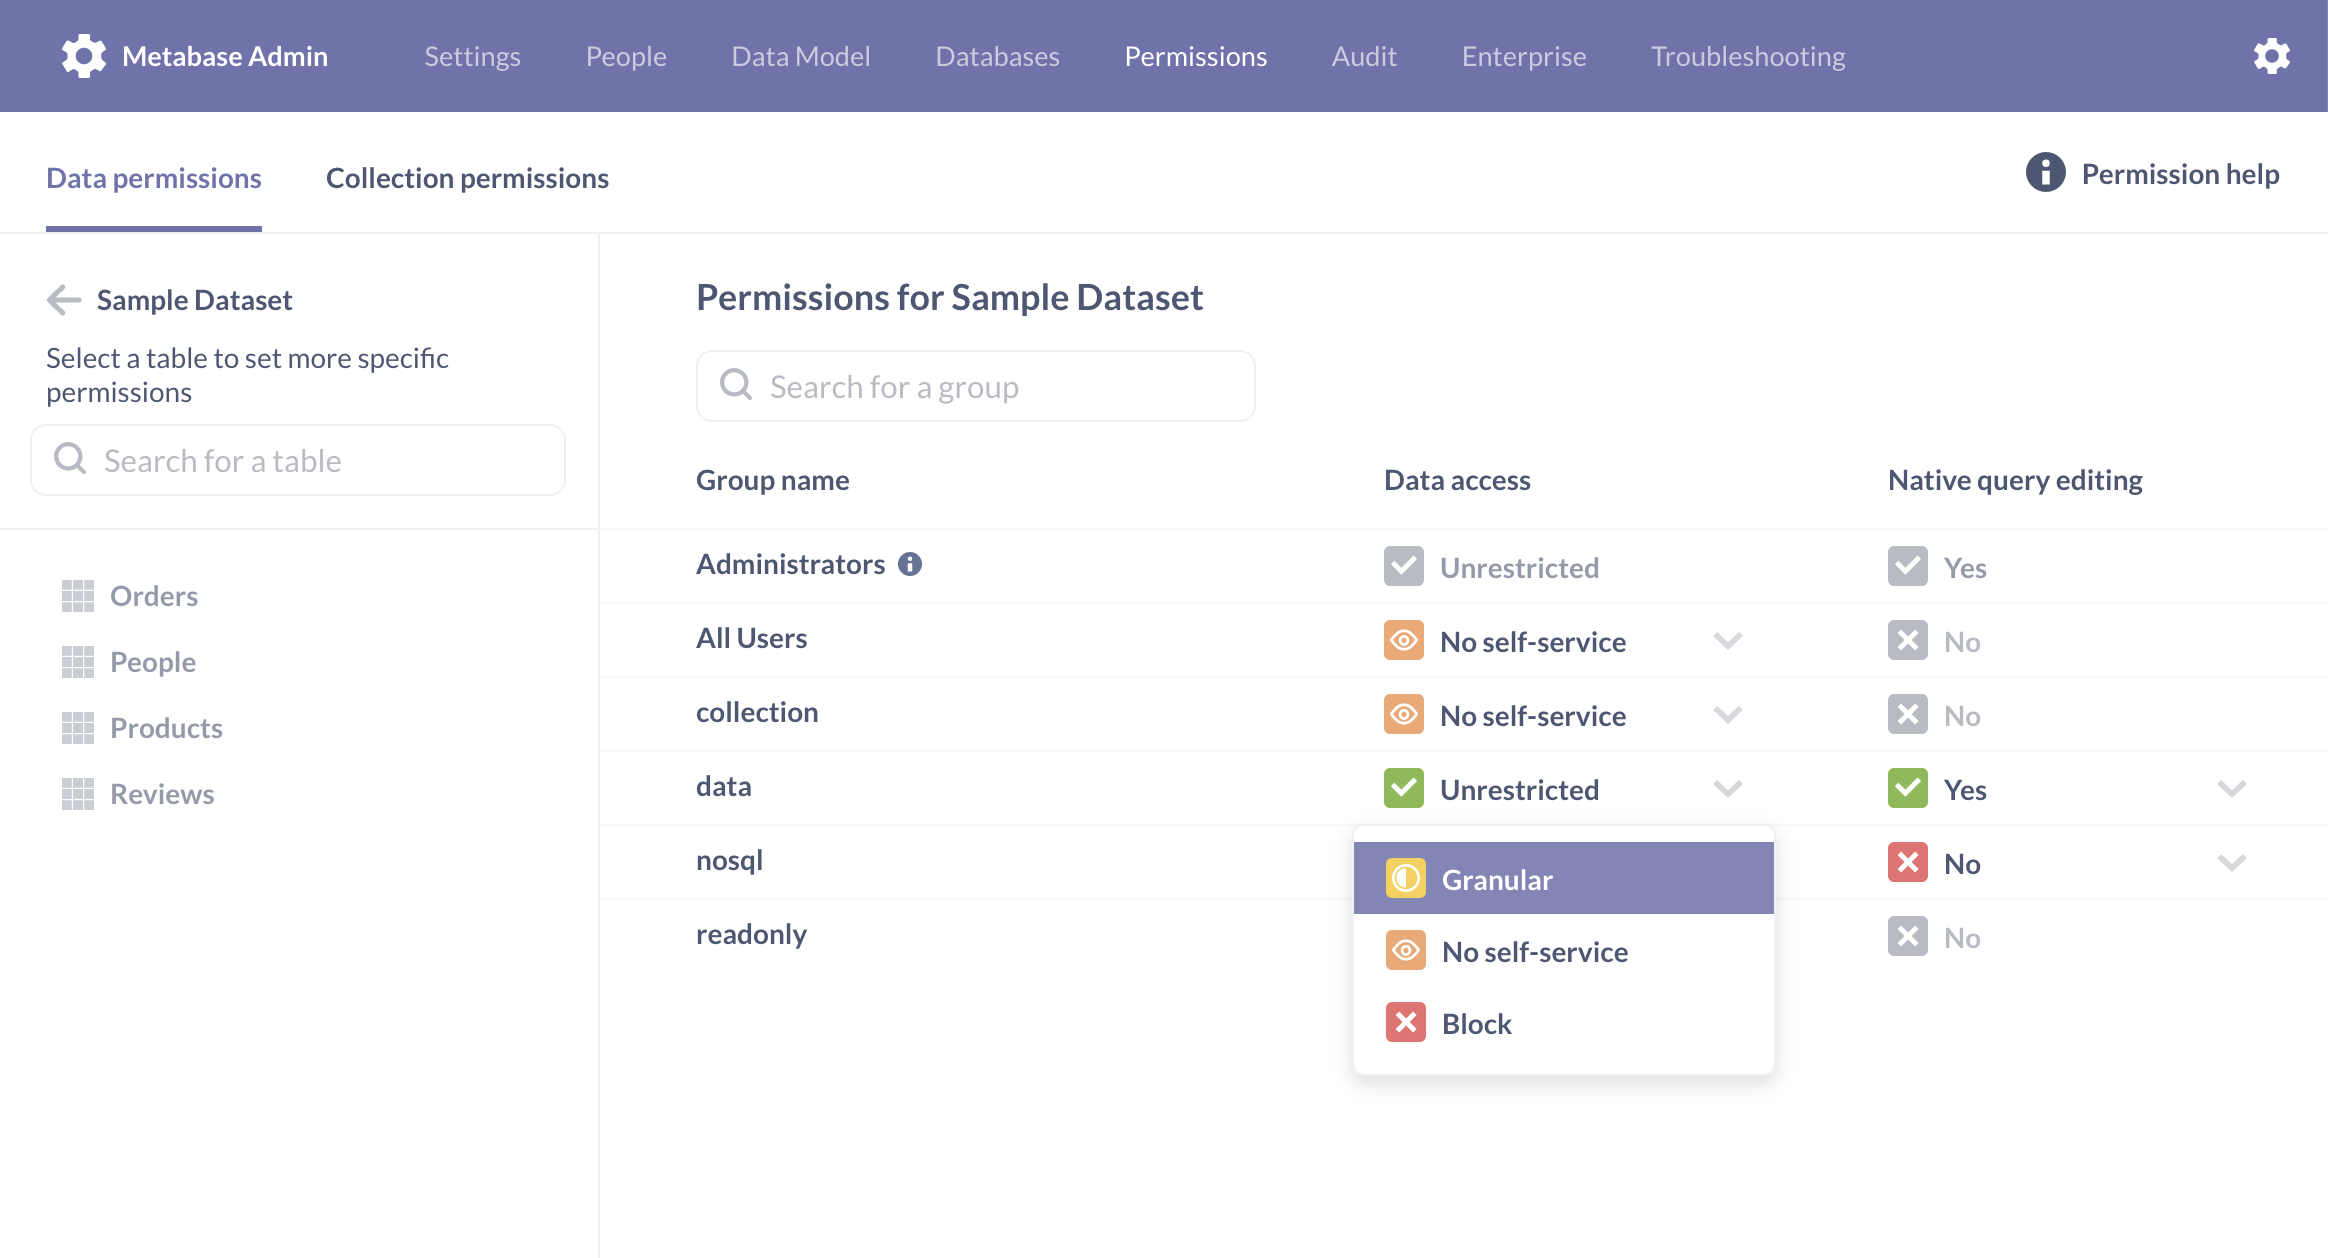 Metabase Admin Settings People Data Model Databases Permissions Audit Enterprise Troubleshooting
Data permissions Collection permissions Permission help
Sample Dataset
Select a table to set more specific
permissions
Search for a table
Orders
People
Products
Reviews
Permissions for Sample Dataset
Search for a group
Group name Data access Native query editing
Administrators Unrestricted Yes
All Users No self-service No
collection No self-service No
data Unrestricted Yes
nosql No
readonly No
Granular
No self-service
Block